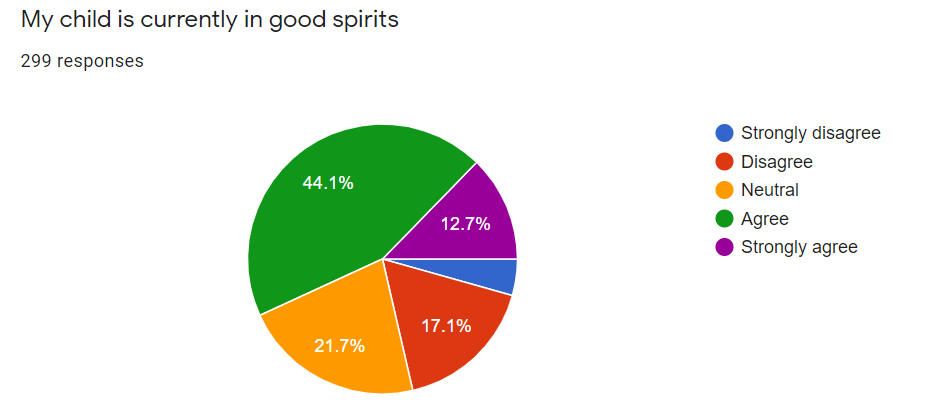 My child is currently in good spirits
299 responses
Strongly disagree
Disagree
Neutral
Agree
Strongly agree
44.1%
12.7%
17.1%
21.7%